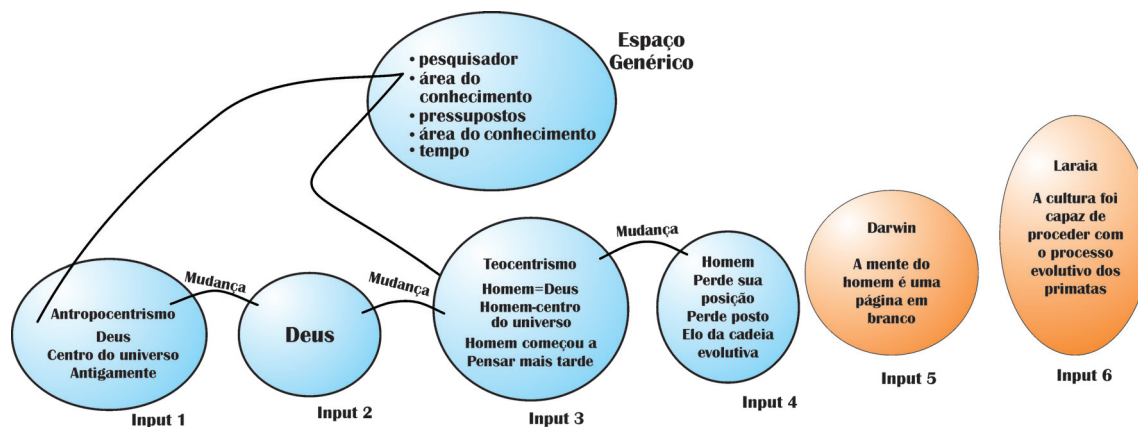 Espaço
Genérico
• pesquisador
• área do
conhecimento
• pressupostos
• área do conhecimento
• tempo
Mudança
Antropocentrismo
Deus
Centro do universo
Antigamente
Input 1
Deus
Input 2
Mudança
Teocentrismo
Homem=Deus
Homem-centro
do universo
Homem começou a
Pensar mais tarde
Input 3
Mudança
Homem
Perde sua
posição
Perde posto
Elo da cadeia
evolutiva
Input 4
Darwin
A mente do
homem é uma
página em
branco
Input 5
Laraia
A cultura foi
capaz de
proceder com
o processo
evolutivo dos
primatas
Input 6